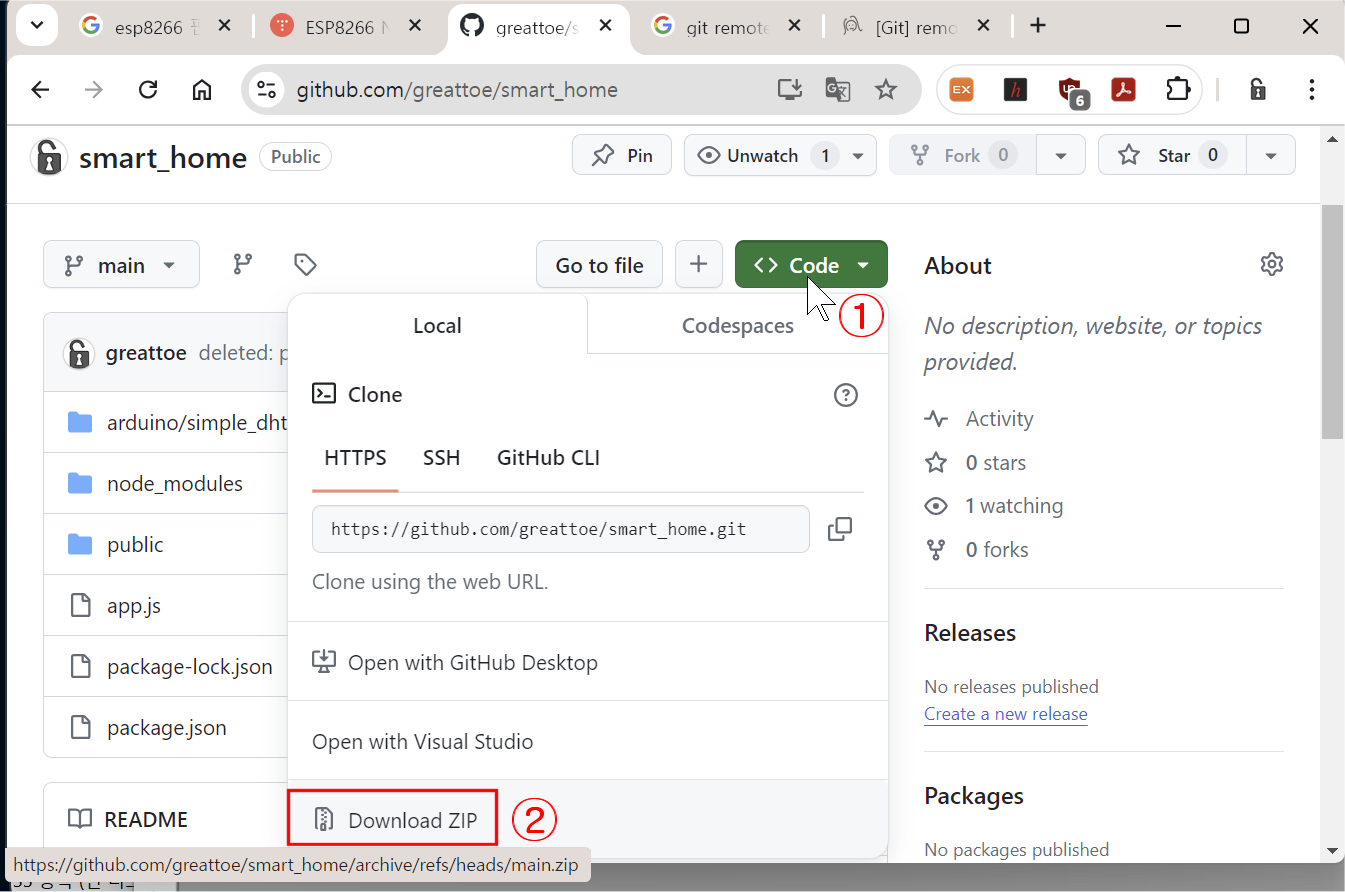 esp8266
ESP8266 N
greattoe/s
git remote
[Git] remo
github.com/greattoe/smart_home
EX
h
6
smart_home
Public
Pin
Unwatch 1
Fork 0
Star 0
main
Go to file
Code
①
About
No description, website, or topics
provided.
Local
Codespaces
greattoe deleted: p
Clone
arduino/simple_dht
HTTPS
SSH
GitHub CLI
node_modules
https://github.com/greattoe/smart_home.git
public
Clone using the web URL.
app.js
Activity
0 stars
1 watching
0 forks
package-lock.json
Open with GitHub Desktop
package.json
Open with Visual Studio
Releases
No releases published
Create a new release
README
Download ZIP
②
Packages
No packages published
https://github.com/greattoe/smart_home/archive/refs/heads/main.zip